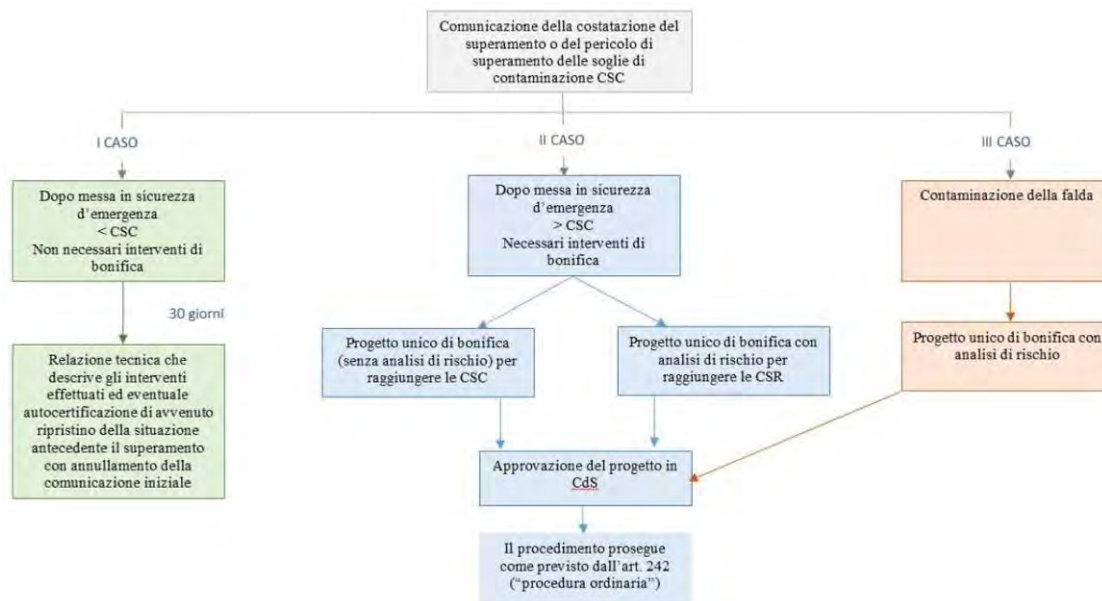 Comunicazione della costatazione del
superamento o del pericolo di
superamento delle soglie di
contaminazione CSC
I CASO
II CASO
III CASO
Dopo messa in sicurezza
d'emergenza
< CSC
Non necessari interventi di
bonifica
Dopo messa in sicurezza
d'emergenza
> CSC
Necessari interventi di
bonifica
Contaminazione della falda
30 giorni
Relazione tecnica che
descrive gli interventi
effettuati ed eventuale
autocertificazione di avvenuto
ripristino della situazione
antecedente il superamento
con annullamento della
comunicazione iniziale
Progetto unico di bonifica
(senza analisi di rischio) per
raggiungere le CSC
Progetto unico di bonifica con
analisi di rischio per
raggiungere le CSR
Progetto unico di bonifica con
analisi di rischio
Approvazione del progetto in
CdS
Il procedimento prosegue
come previsto dall'art. 242
("procedura ordinaria")